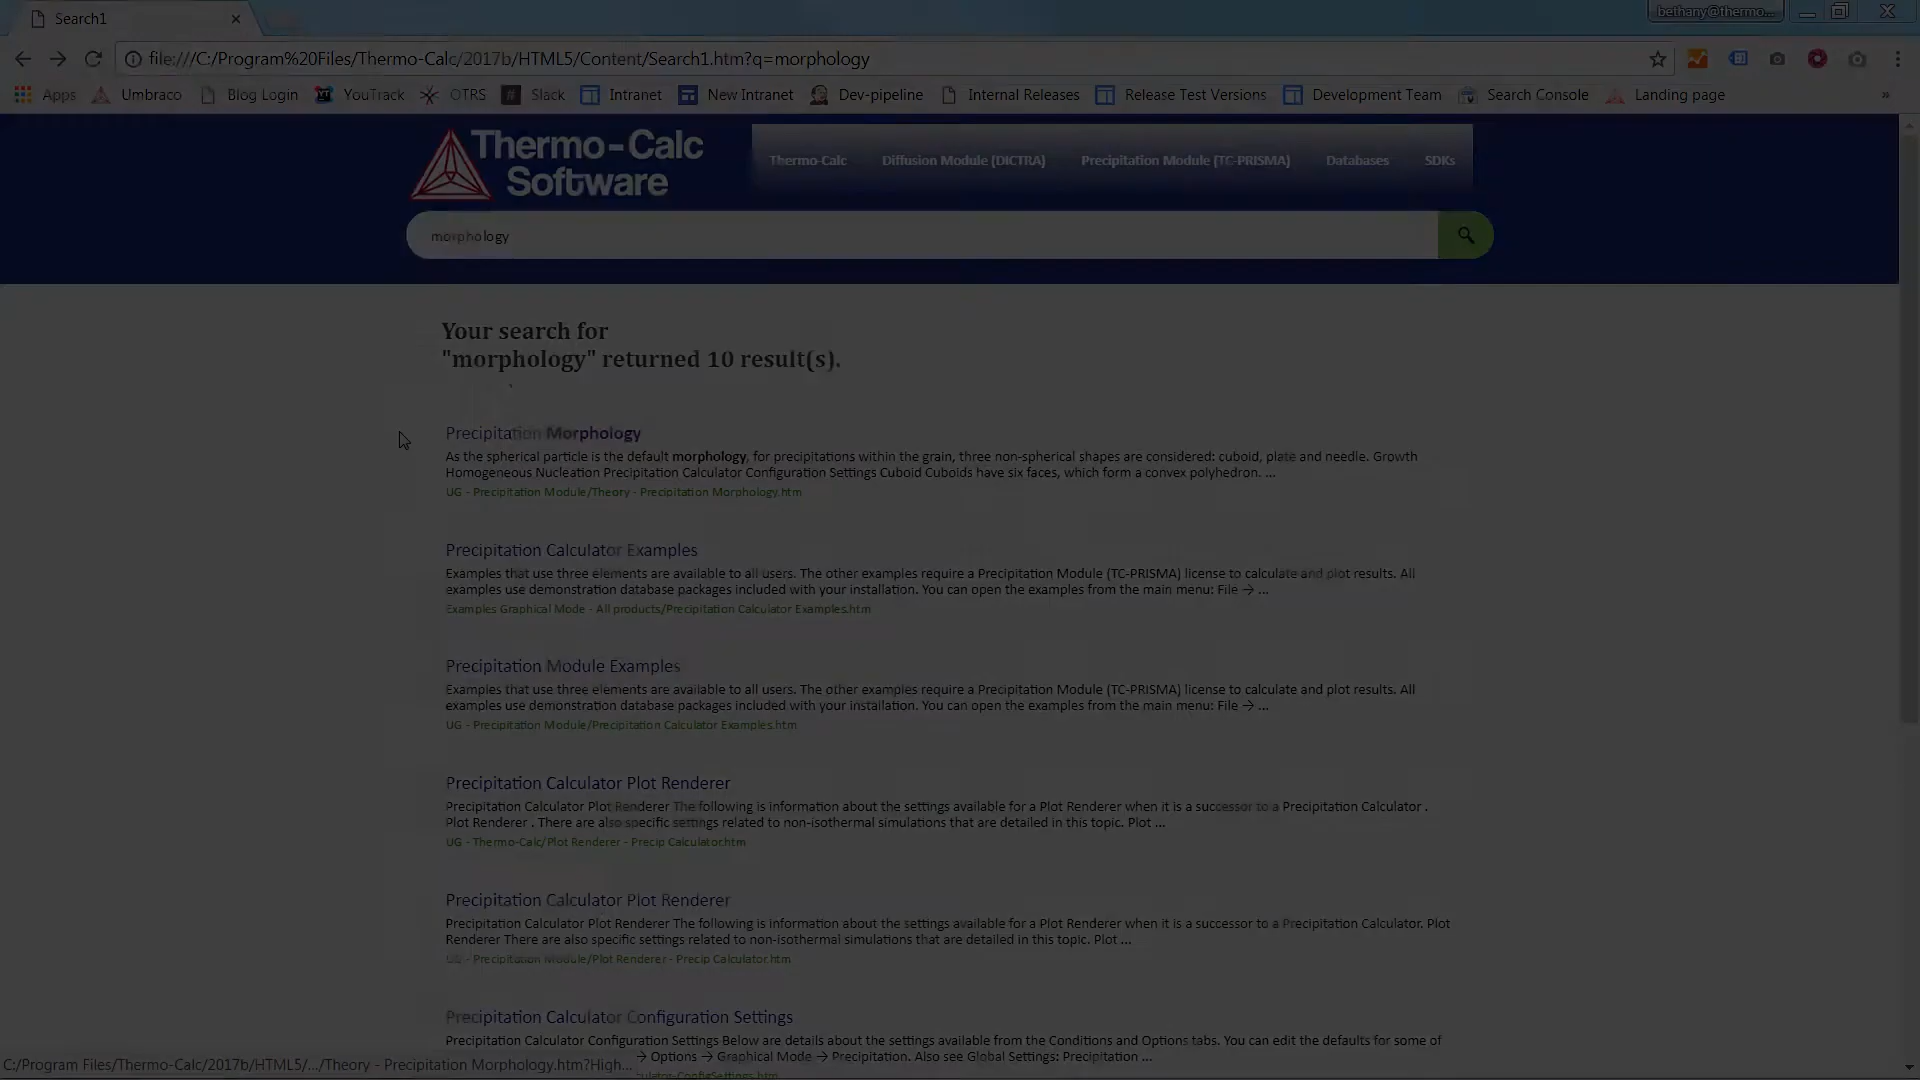 Search1
bethany@thermo...
file:///C:/Program%20Files/Thermo-Calc/2017b/HTML5/Content/Search1.htm?q=morphology
Apps Umbraco Blog Login YouTrack OTRS Slack Intranet New Intranet Dev-pipeline Internal Releases Release Test Versions Development Team Search Console Landing page »
Thermo-Calc
Software
Thermo-Calc Diffusion Module (DICTRA) Precipitation Module (TC-PRISMA) Databases SDKs
morphology
Your search for
"morphology" returned 10 result(s).
Precipitation Morphology
As the spherical particle is the default morphology, for precipitations within the grain, three non-spherical shapes are considered: cuboid, plate and needle. Growth
Homogeneous Nucleation Precipitation Calculator Configuration Settings Cuboid Cuboids have six faces, which form a convex polyhedron. ...
UG - Precipitation Module/Theory - Precipitation Morphology.htm
Precipitation Calculator Examples
Examples that use three elements are available to all users. The other examples require a Precipitation Module (TC-PRISMA) license to calculate and plot results. All
examples use demonstration database packages included with your installation. You can open the examples from the main menu: File → ...
Examples Graphical Mode - All products/Precipitation Calculator Examples.htm
Precipitation Module Examples
Examples that use three elements are available to all users. The other examples require a Precipitation Module (TC-PRISMA) license to calculate and plot results. All
examples use demonstration database packages included with your installation. You can open the examples from the main menu: File → ...
UG - Precipitation Module/Precipitation Calculator Examples.htm
Precipitation Calculator Plot Renderer
Precipitation Calculator Plot Renderer The following is information about the settings available for a Plot Renderer when it is a successor to a Precipitation Calculator .
Plot Renderer . There are also specific settings related to non-isothermal simulations that are detailed in this topic. Plot ...
UG - Thermo-Calc/Plot Renderer - Precip Calculator.htm
Precipitation Calculator Plot Renderer
Precipitation Calculator Plot Renderer The following is information about the settings available for a Plot Renderer when it is a successor to a Precipitation Calculator. Plot
Renderer There are also specific settings related to non-isothermal simulations that are detailed in this topic. Plot ...
UG - Precipitation Module/Plot Renderer - Precip Calculator.htm
Precipitation Calculator Configuration Settings
Precipitation Calculator Configuration Settings Below are details about the settings available from the Conditions and Options tabs. You can edit the defaults for some of
→ Options → Graphical Mode → Precipitation. Also see Global Settings: Precipitation ...
C:/Program Files/Thermo-Calc/2017b/HTML5/.../Theory - Precipitation Morphology.htm?High...